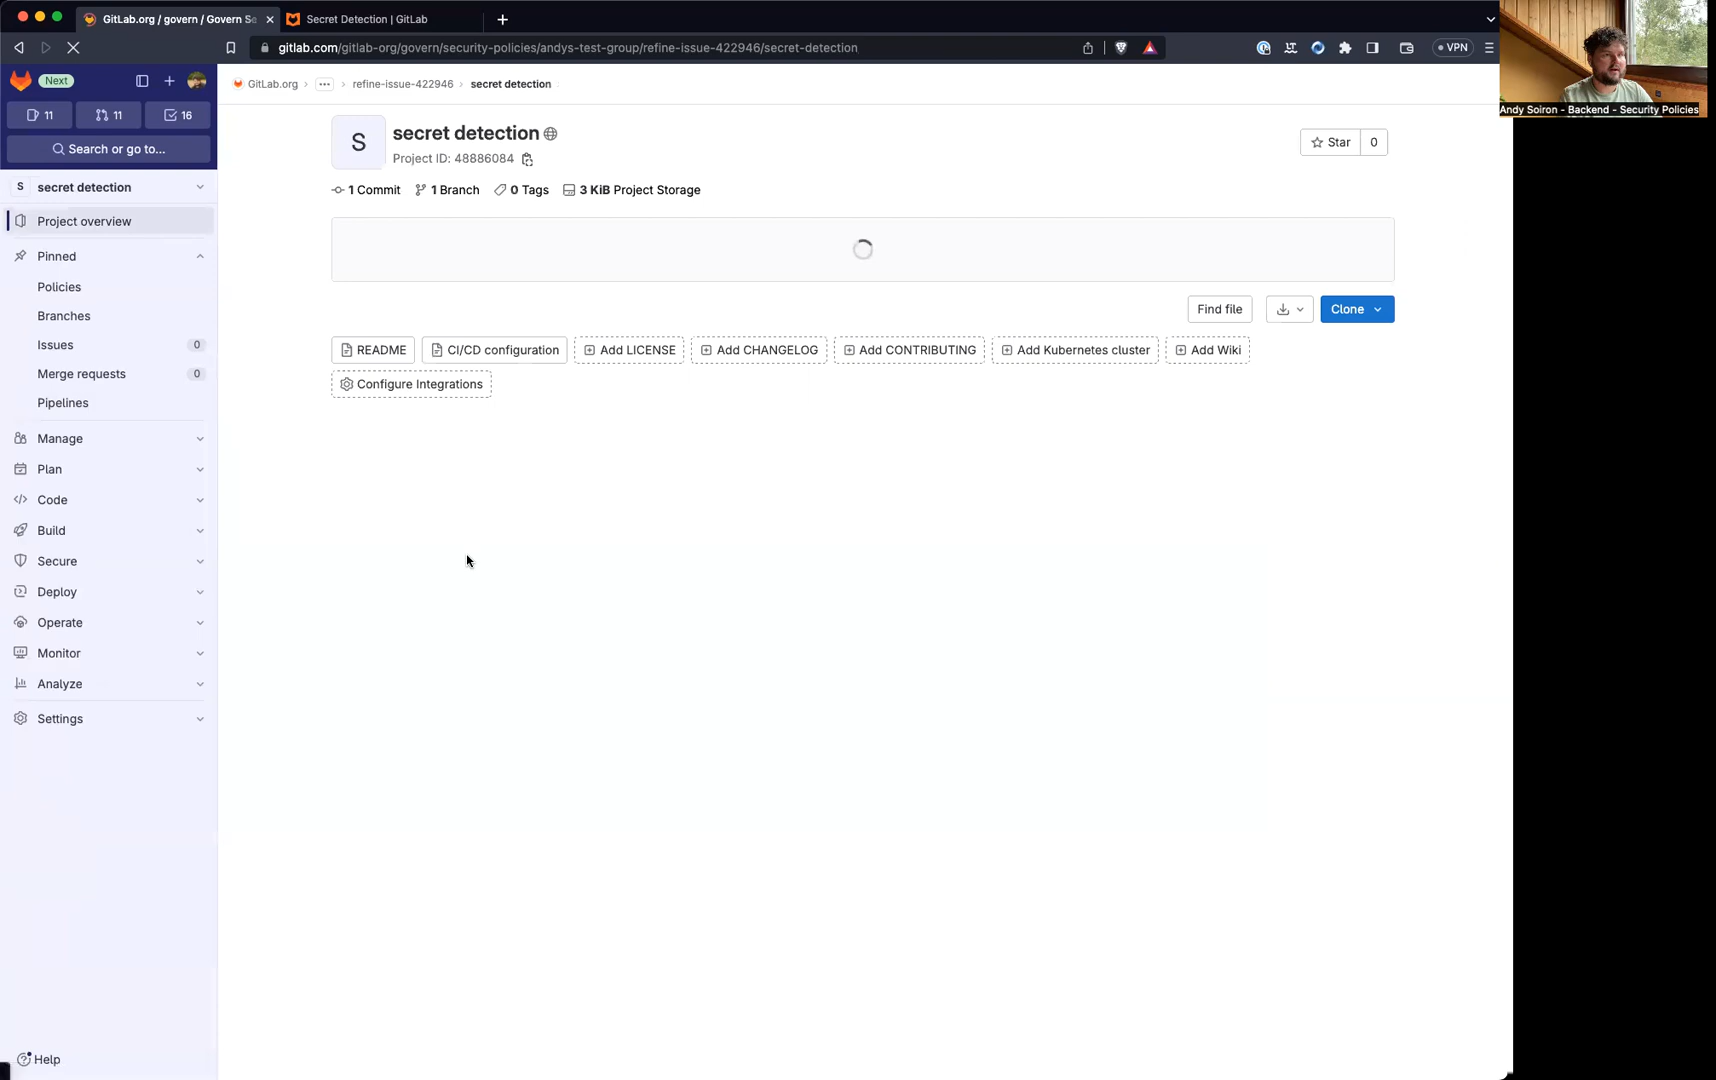 GitLab.org / govern / Govern Se
Secret Detection | GitLab
gitlab.com/gitlab-org/govern/security-policies/andys-test-group/refine-issue-422946/secret-detection
VPN
Andy Soiron - Backend - Security Policies
Next
11
11
16
Search or go to...
S secret detection
Project overview
Pinned
Policies
Branches
Issues 0
Merge requests 0
Pipelines
Manage
Plan
Code
Build
Secure
Deploy
Operate
Monitor
Analyze
Settings
Help
GitLab.org > ... > refine-issue-422946 > secret detection
S
secret detection
Project ID: 48886084
Star 0
1 Commit 1 Branch 0 Tags 3 KiB Project Storage
Find file Clone
README CI/CD configuration Add LICENSE Add CHANGELOG Add CONTRIBUTING Add Kubernetes cluster Add Wiki
Configure Integrations